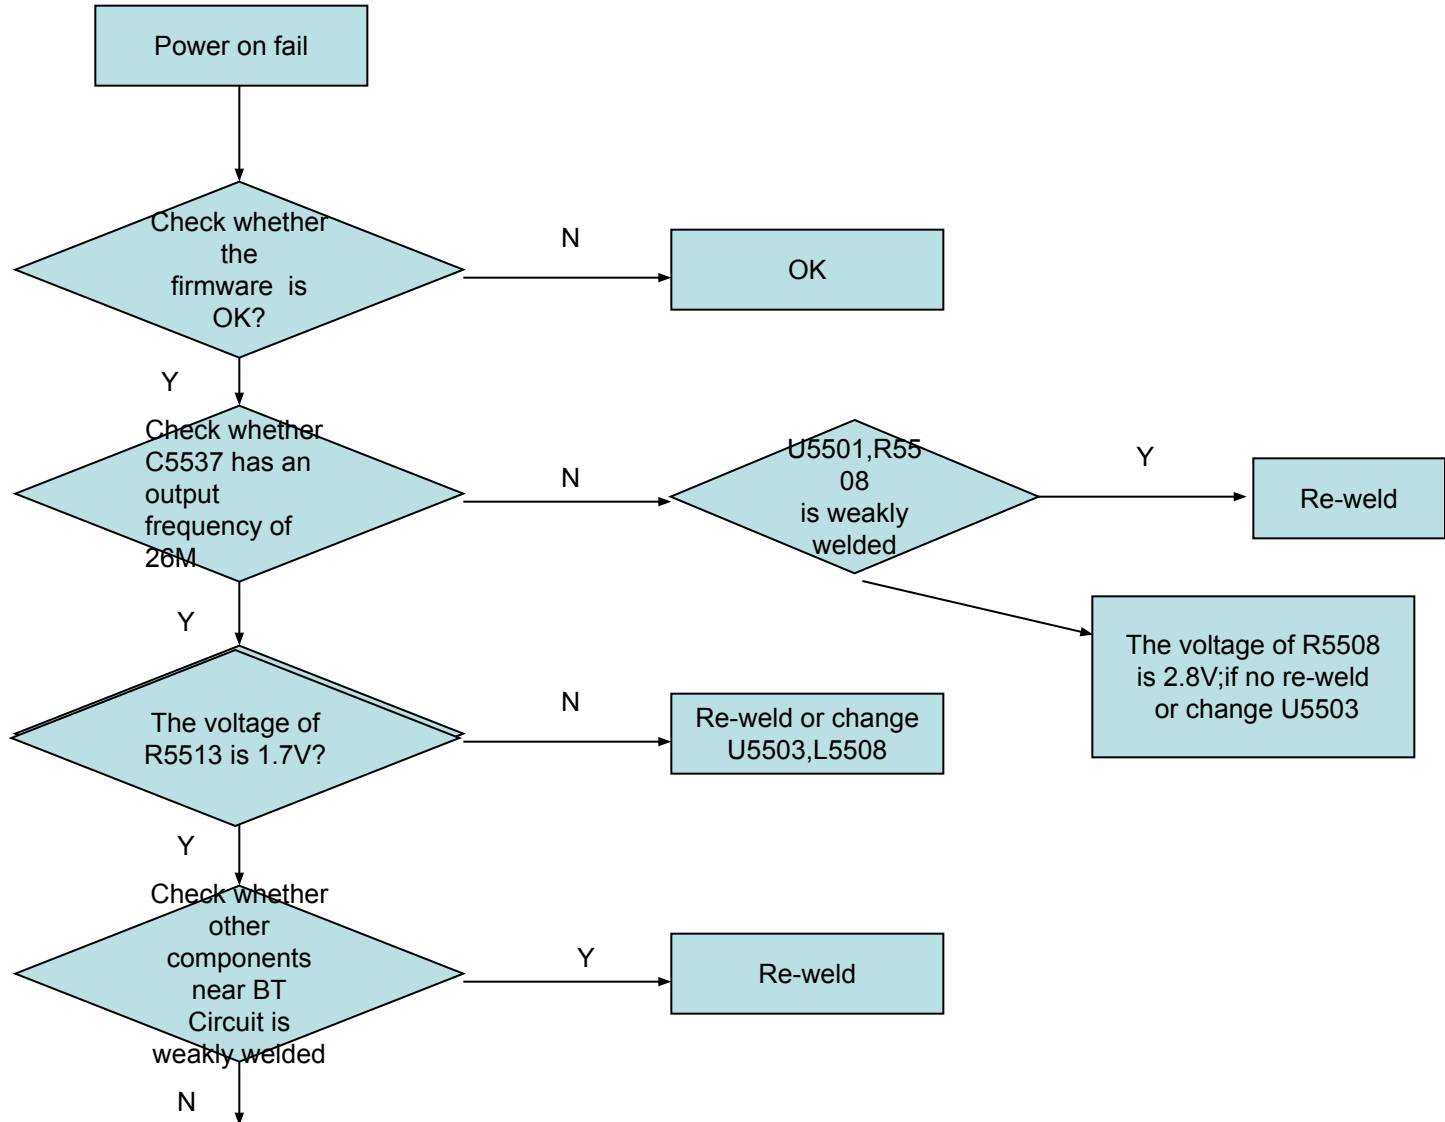 Power on fail
Check whether
the
firmware is
OK?
N
OK
Y
Check whether
C5537 has an
output
frequency of
26M
N
U5501,R55
08
is weakly
welded
Y
Re-weld
The voltage of R5508
is 2.8V;if no re-weld
or change U5503
Y
The voltage of
R5513 is 1.7V?
N
Re-weld or change
U5503,L5508
Y
Check whether
other
components
near BT
Circuit is
weakly welded
Y
Re-weld
N